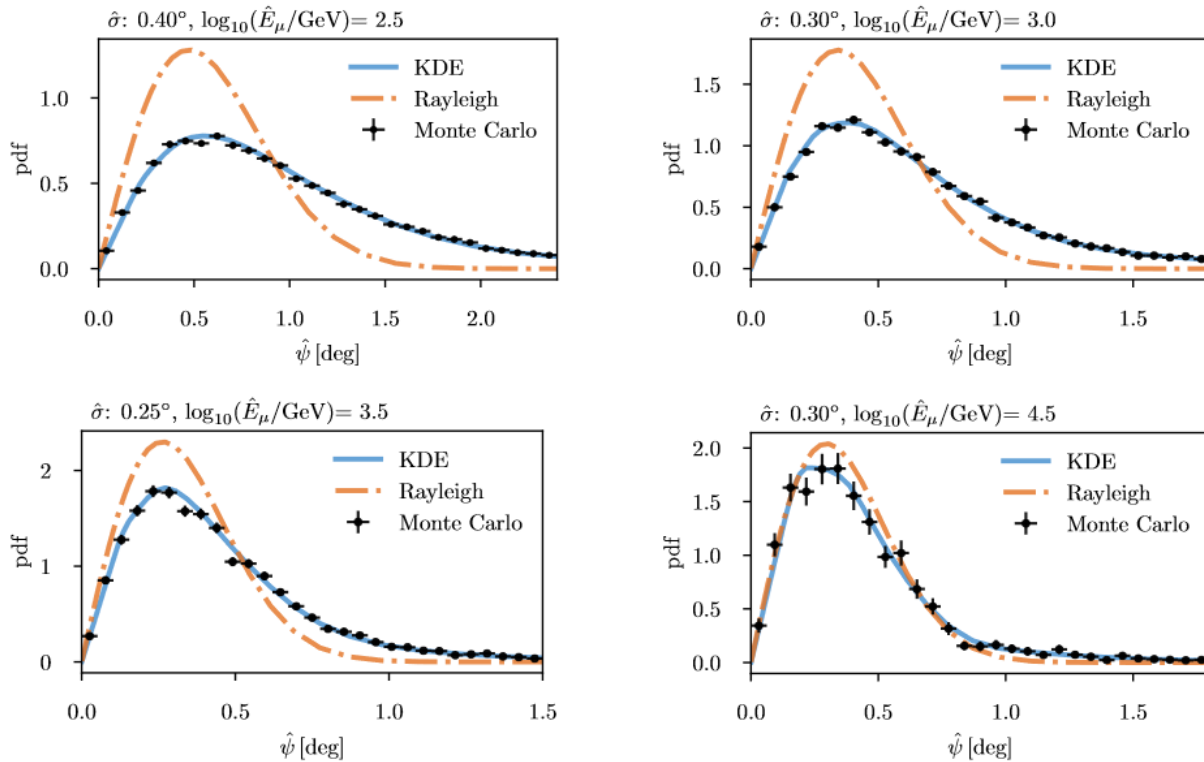 σ̂: 0.40°, log₁₀(Ê_μ/GeV)= 2.5
KDE
Rayleigh
Monte Carlo
pdf
1.0
0.5
0.0
0.0 0.5 1.0 1.5 2.0
ψ̂ [deg]
σ̂: 0.30°, log₁₀(Ê_μ/GeV)= 3.0
KDE
Rayleigh
Monte Carlo
pdf
1.5
1.0
0.5
0.0
0.0 0.5 1.0 1.5
ψ̂ [deg]
σ̂: 0.25°, log₁₀(Ê_μ/GeV)= 3.5
KDE
Rayleigh
Monte Carlo
pdf
2
1
0
0.0 0.5 1.0 1.5
ψ̂ [deg]
σ̂: 0.30°, log₁₀(Ê_μ/GeV)= 4.5
KDE
Rayleigh
Monte Carlo
pdf
2.0
1.5
1.0
0.5
0.0
0.0 0.5 1.0 1.5
ψ̂ [deg]